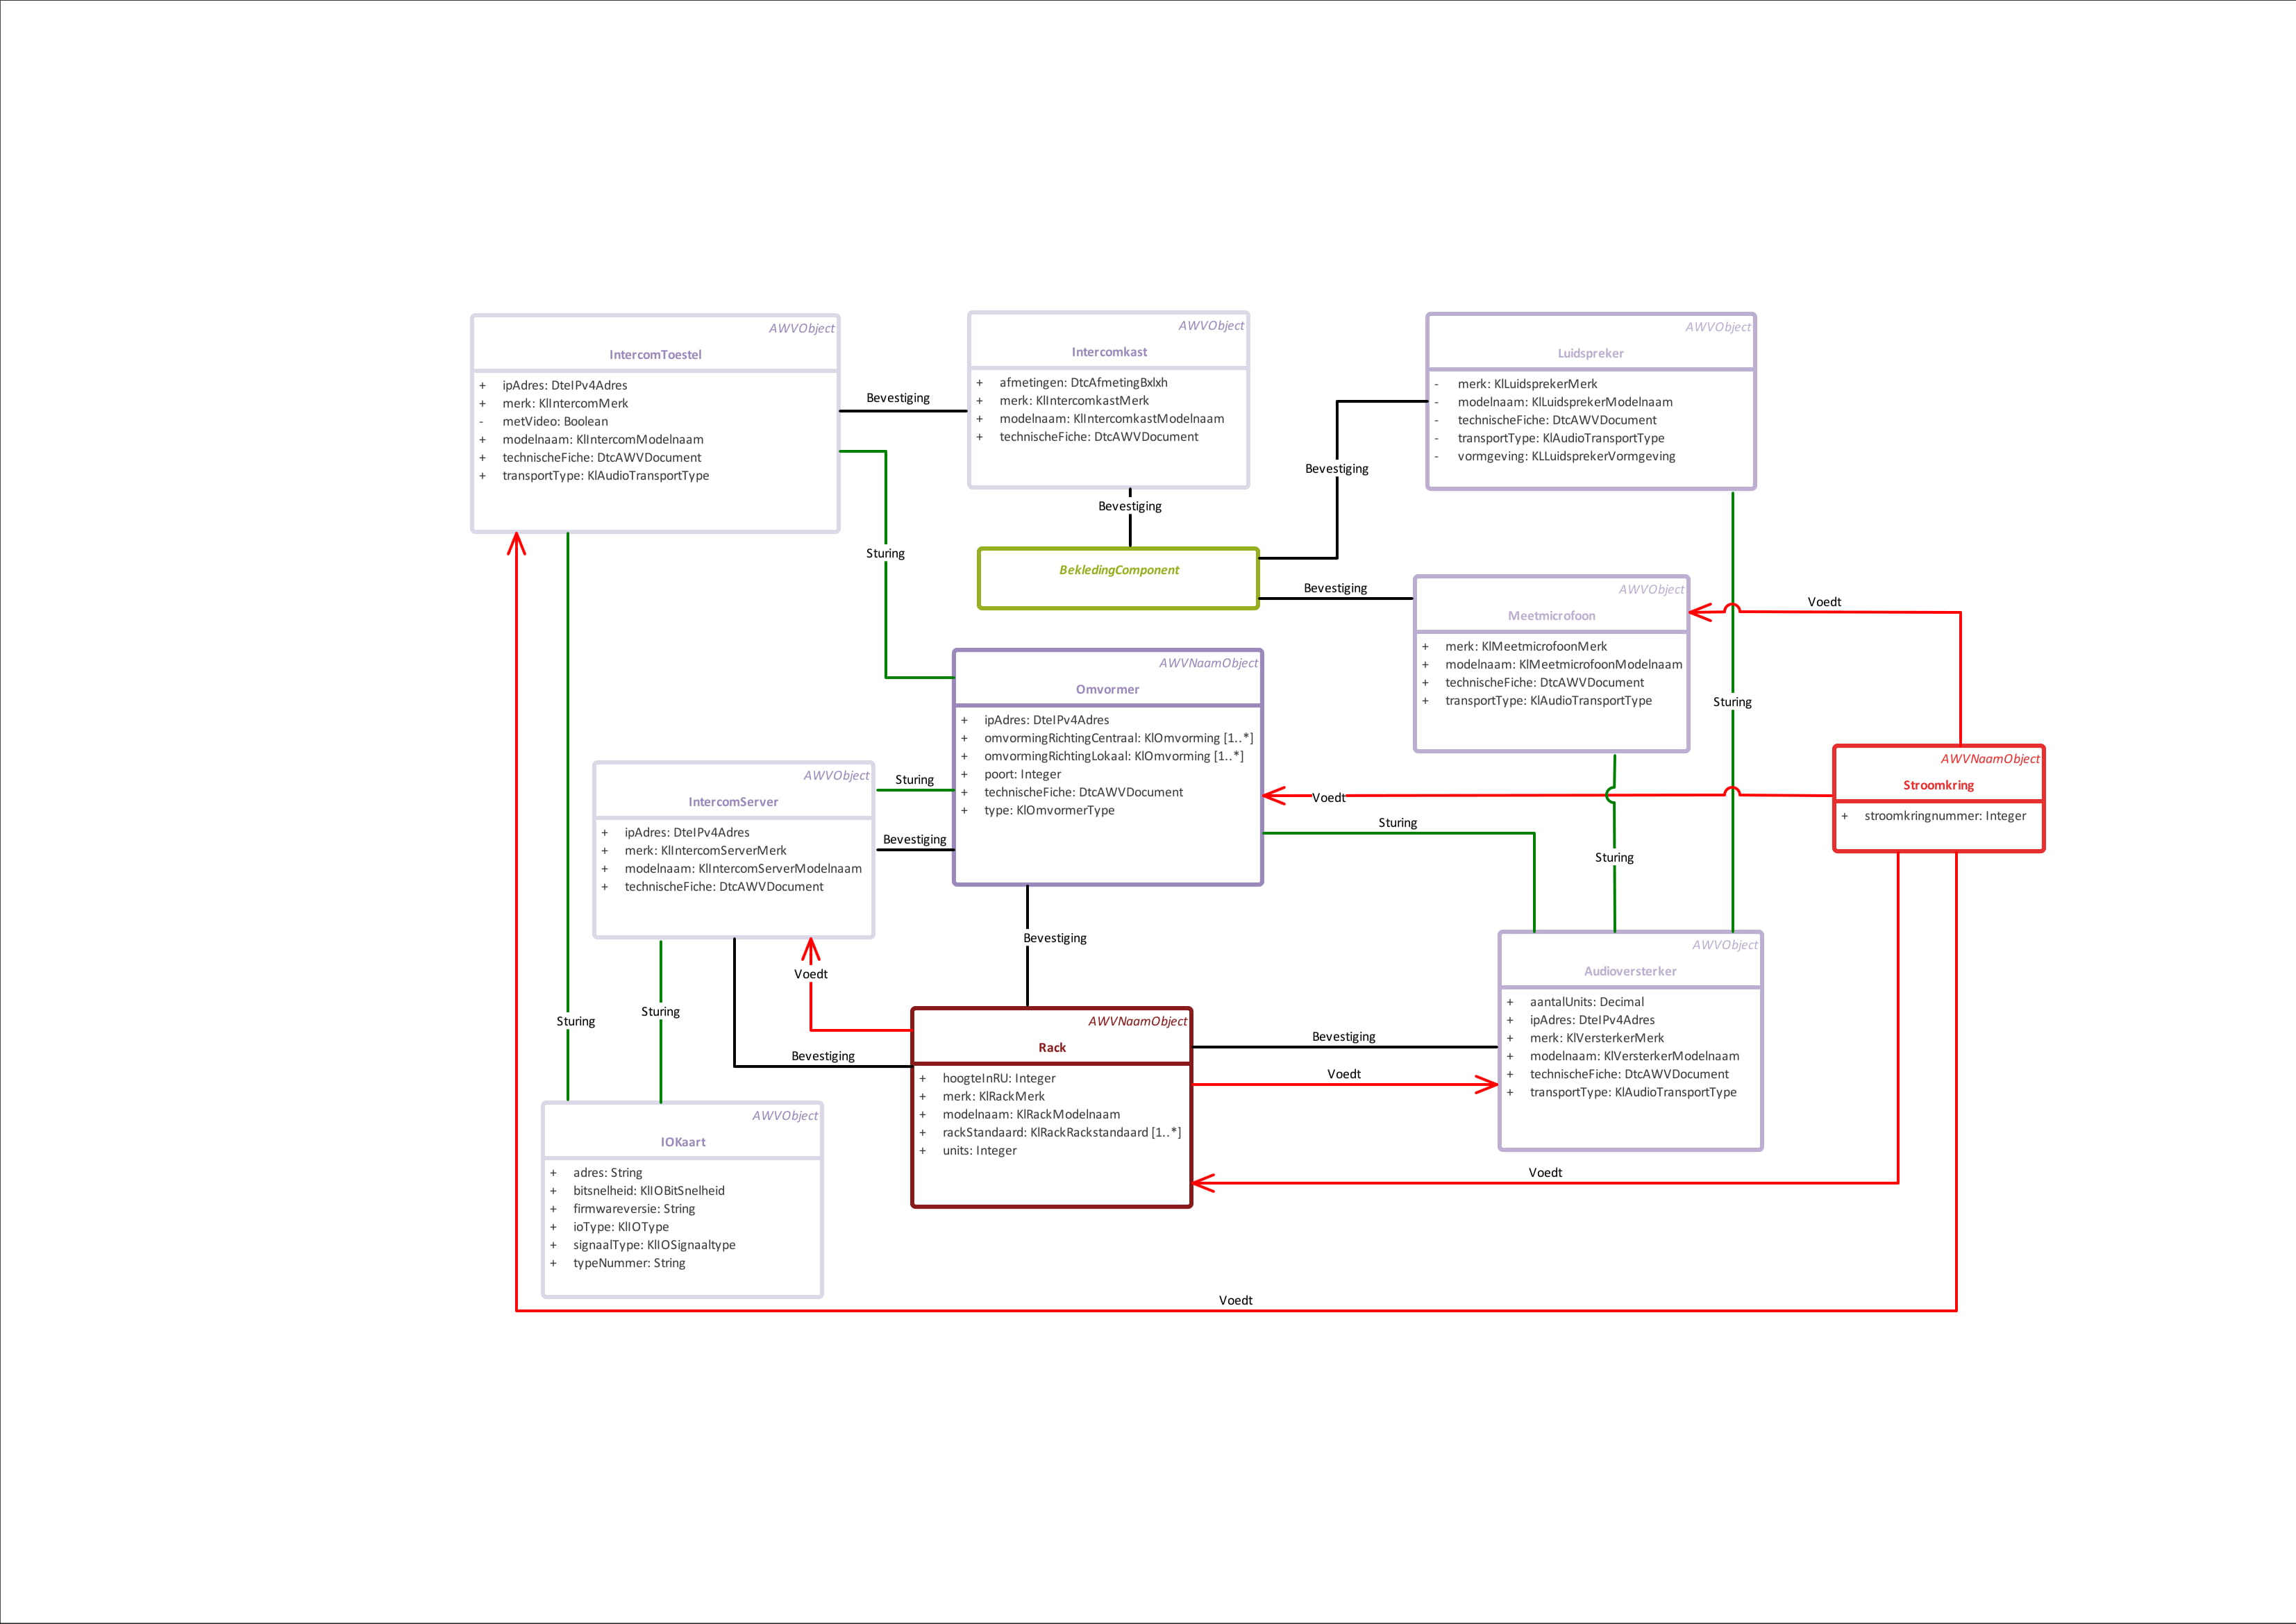 AWVObject
IntercomToestel
+ ipAdres: DteIPv4Adres
+ merk: KlIntercomMerk
- metVideo: Boolean
+ modelnaam: KlIntercomModelnaam
+ technischeFiche: DtcAWVDocument
+ transportType: KlAudioTransportType
Bevestiging
AWVObject
Intercomkast
+ afmetingen: DtcAfmetingBxlxh
+ merk: KlIntercomkastMerk
+ modelnaam: KlIntercomkastModelnaam
+ technischeFiche: DtcAWVDocument
AWVObject
Luidspreker
- merk: KlLuidsprekerMerk
- modelnaam: KlLuidsprekerModelnaam
- technischeFiche: DtcAWVDocument
- transportType: KlAudioTransportType
- vormgeving: KLLuidsprekerVormgeving
Bevestiging
Bevestiging
Sturing
BekledingComponent
Bevestiging
AWVObject
Meetmicrofoon
+ merk: KlMeetmicrofoonMerk
+ modelnaam: KlMeetmicrofoonModelnaam
+ technischeFiche: DtcAWVDocument
+ transportType: KlAudioTransportType
Voedt
Sturing
AWVNaamObject
Omvormer
+ ipAdres: DteIPv4Adres
+ omvormingRichtingCentraal: KlOmvorming [1..*]
+ omvormingRichtingLokaal: KlOmvorming [1..*]
+ poort: Integer
+ technischeFiche: DtcAWVDocument
+ type: KlOmvormerType
AWVNaamObject
Stroomkring
+ stroomkringnummer: Integer
Voedt
Sturing
Sturing
AWVObject
IntercomServer
+ ipAdres: DteIPv4Adres
+ merk: KlIntercomServerMerk
+ modelnaam: KlIntercomServerModelnaam
+ technischeFiche: DtcAWVDocument
Sturing
Bevestiging
Bevestiging
Voedt
Sturing
Sturing
Bevestiging
AWVNaamObject
Rack
+ hoogteInRU: Integer
+ merk: KlRackMerk
+ modelnaam: KlRackModelnaam
+ rackStandaard: KlRackRackstandaard [1..*]
+ units: Integer
Bevestiging
Voedt
AWVObject
Audioversterker
+ aantalUnits: Decimal
+ ipAdres: DteIPv4Adres
+ merk: KlVersterkerMerk
+ modelnaam: KlVersterkerModelnaam
+ technischeFiche: DtcAWVDocument
+ transportType: KlAudioTransportType
Voedt
AWVObject
IOKaart
+ adres: String
+ bitsnelheid: KlIOBitSnelheid
+ firmwareversie: String
+ ioType: KlIOType
+ signaalType: KlIOSignaaltype
+ typeNummer: String
Voedt